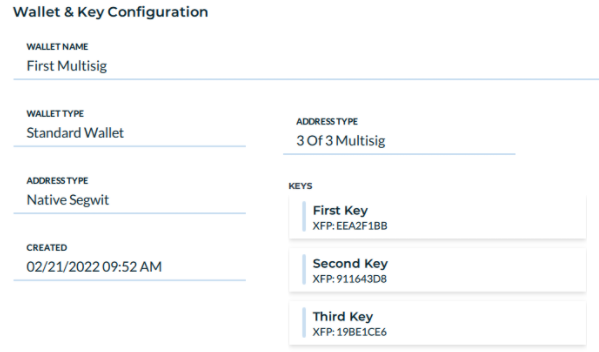 Wallet & Key Configuration
WALLET NAME
First Multisig
WALLET TYPE
Standard Wallet
ADDRESS TYPE
Native Segwit
CREATED
02/21/2022 09:52 AM
ADDRESS TYPE
3 Of 3 Multisig
KEYS
First Key
XFP: EEA2F1BB
Second Key
XFP: 911643D8
Third Key
XFP: 19BE1CE6